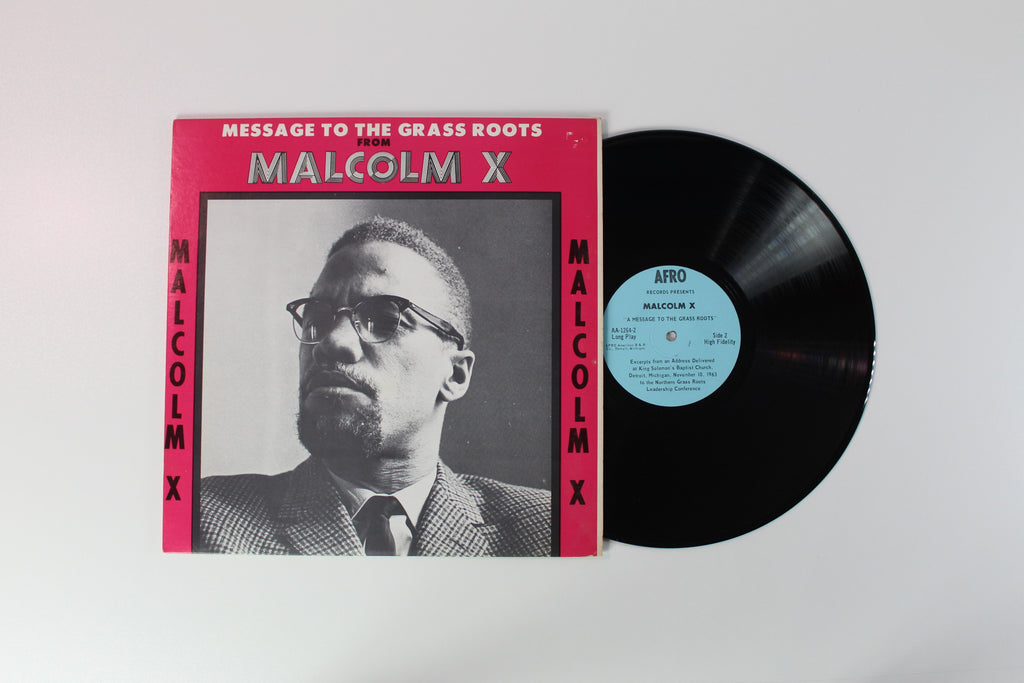 MESSAGE TO THE GRASS ROOTS
FROM
MALCOLM X
MALCOLM X
MALCOLM X
AFRO
RECORDS PRESENTS
MALCOLM X
"A MESSAGE TO THE GRASS ROOTS"
AA-1264-2
Long Play
Side 2
High Fidelity
Detroit, Michigan
Excerpts from an Address Delivered
at King Solomon's Baptist Church,
Detroit, Michigan, November 10, 1963
to the Northern Grass Roots
Leadership Conference